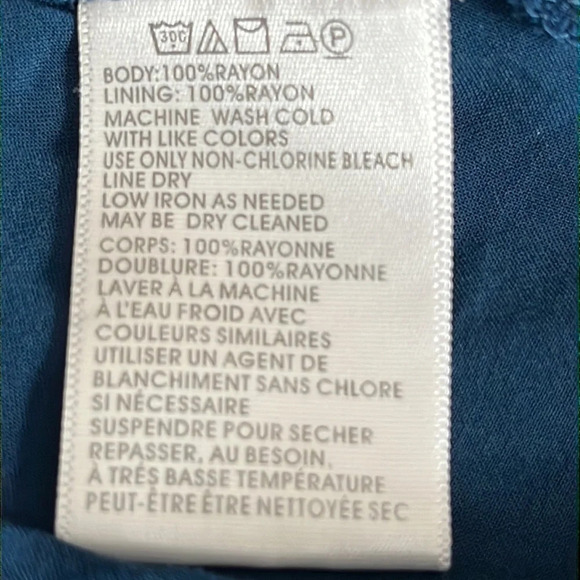 30C P
BODY:100%RAYON
LINING: 100%RAYON
MACHINE WASH COLD
WITH LIKE COLORS
USE ONLY NON-CHLORINE BLEACH
LINE DRY
LOW IRON AS NEEDED
MAY BE DRY CLEANED
CORPS: 100%RAYONNE
DOUBLURE: 100%RAYONNE
LAVER À LA MACHINE
À L'EAU FROID AVEC
COULEURS SIMILAIRES
UTILISER UN AGENT DE
BLANCHIMENT SANS CHLORE
SI NÉCESSAIRE
SUSPENDRE POUR SECHER
REPASSER, AU BESOIN,
À TRÉS BASSE TEMPÉRATURE
PEUT-ÊTRE ÊTRE NETTOYÉE SEC